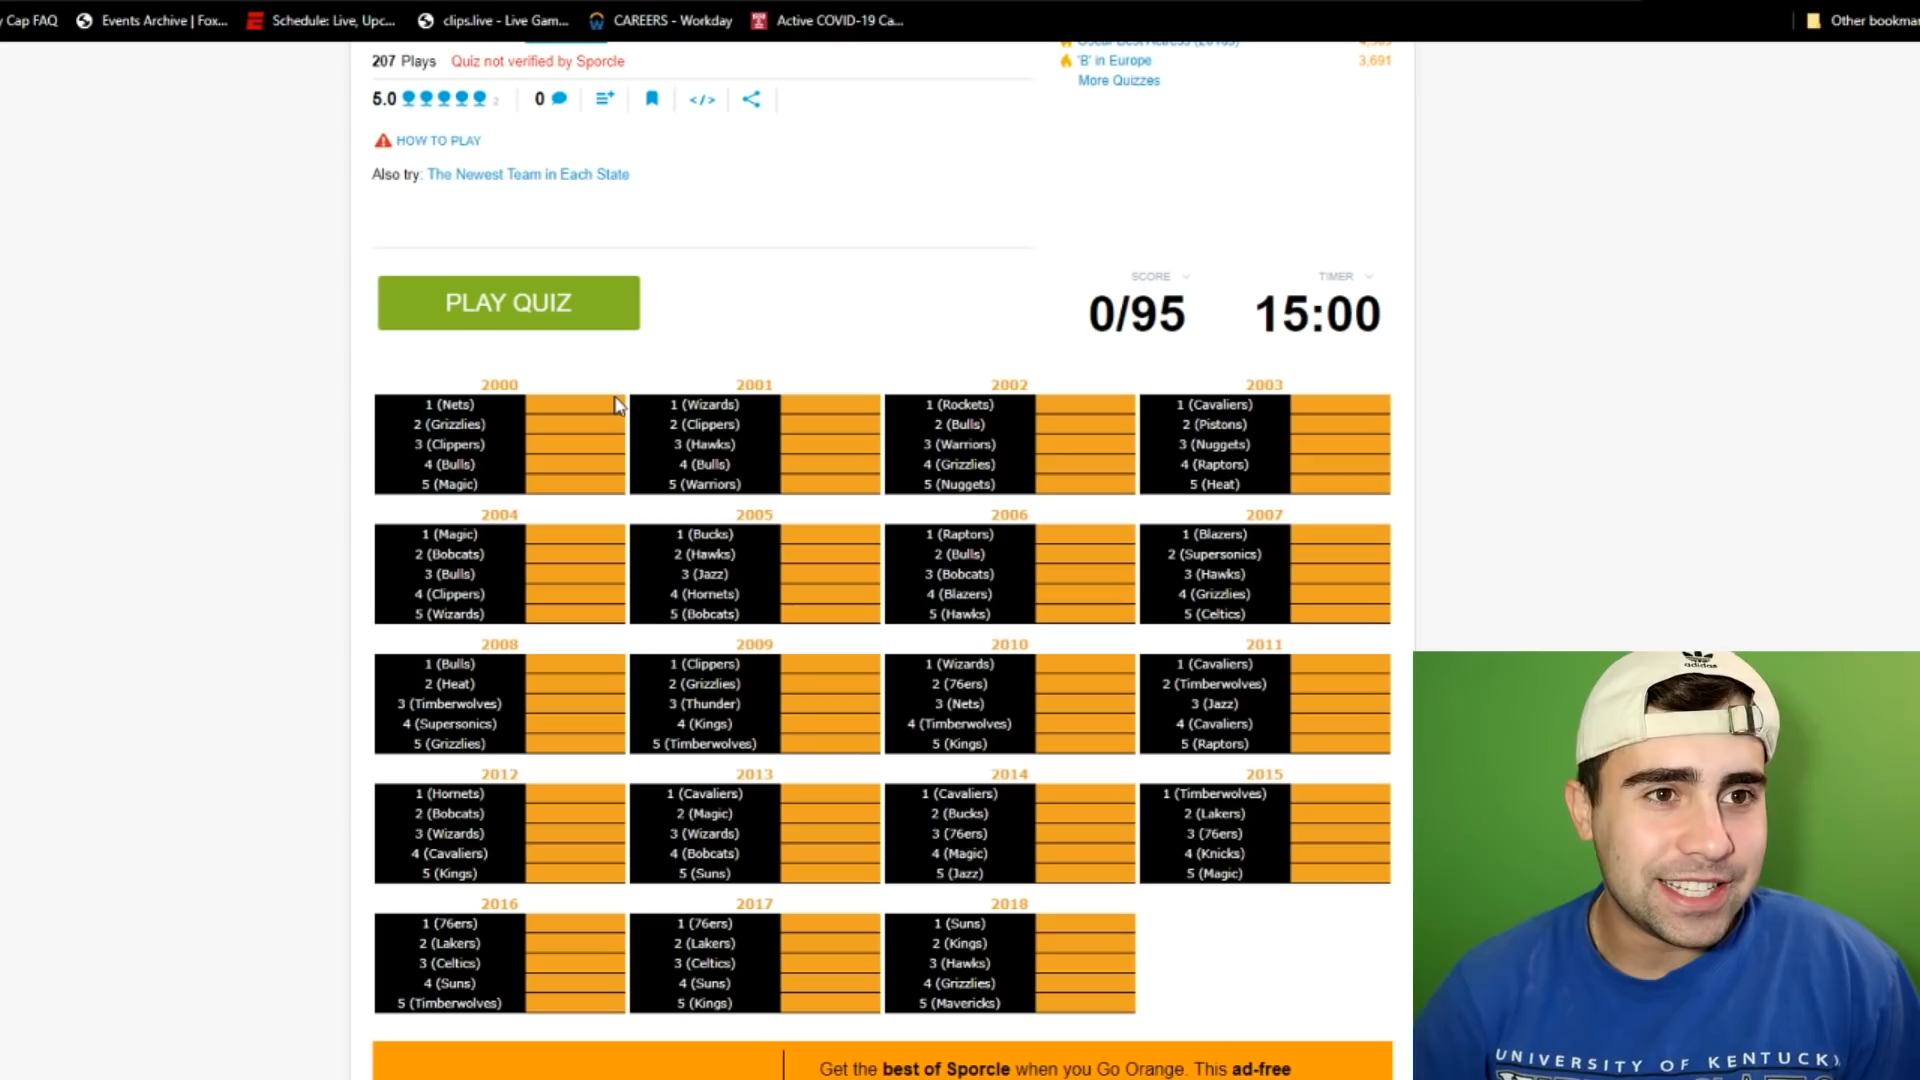 y Cap FAQ Events Archive | Fox... Schedule: Live, Upc... clips.live - Live Gam... CAREERS - Workday Active COVID-19 Ca... Other bookmar
207 Plays Quiz not verified by Sporcle
'B' in Europe 3,691
More Quizzes
5.0 2 0 </>
HOW TO PLAY
Also try: The Newest Team in Each State
PLAY QUIZ
SCORE TIMER
0/95 15:00
2000 2001 2002 2003
1 (Nets) 1 (Wizards) 1 (Rockets) 1 (Cavaliers)
2 (Grizzlies) 2 (Clippers) 2 (Bulls) 2 (Pistons)
3 (Clippers) 3 (Hawks) 3 (Warriors) 3 (Nuggets)
4 (Bulls) 4 (Bulls) 4 (Grizzlies) 4 (Raptors)
5 (Magic) 5 (Warriors) 5 (Nuggets) 5 (Heat)
2004 2005 2006 2007
1 (Magic) 1 (Bucks) 1 (Raptors) 1 (Blazers)
2 (Bobcats) 2 (Hawks) 2 (Bulls) 2 (Supersonics)
3 (Bulls) 3 (Jazz) 3 (Bobcats) 3 (Hawks)
4 (Clippers) 4 (Hornets) 4 (Blazers) 4 (Grizzlies)
5 (Wizards) 5 (Bobcats) 5 (Hawks) 5 (Celtics)
2008 2009 2010 2011
1 (Bulls) 1 (Clippers) 1 (Wizards) 1 (Cavaliers)
2 (Heat) 2 (Grizzlies) 2 (76ers) 2 (Timberwolves)
3 (Timberwolves) 3 (Thunder) 3 (Nets) 3 (Jazz)
4 (Supersonics) 4 (Kings) 4 (Timberwolves) 4 (Cavaliers)
5 (Grizzlies) 5 (Timberwolves) 5 (Kings) 5 (Raptors)
2012 2013 2014 2015
1 (Hornets) 1 (Cavaliers) 1 (Cavaliers) 1 (Timberwolves)
2 (Bobcats) 2 (Magic) 2 (Bucks) 2 (Lakers)
3 (Wizards) 3 (Wizards) 3 (76ers) 3 (76ers)
4 (Cavaliers) 4 (Bobcats) 4 (Magic) 4 (Knicks)
5 (Kings) 5 (Suns) 5 (Jazz) 5 (Magic)
2016 2017 2018
1 (76ers) 1 (76ers) 1 (Suns)
2 (Lakers) 2 (Lakers) 2 (Kings)
3 (Celtics) 3 (Celtics) 3 (Hawks)
4 (Suns) 4 (Suns) 4 (Grizzlies)
5 (Timberwolves) 5 (Kings) 5 (Mavericks)
Get the best of Sporcle when you Go Orange. This ad-free
adidas
UNIVERSITY OF KENTUCKY